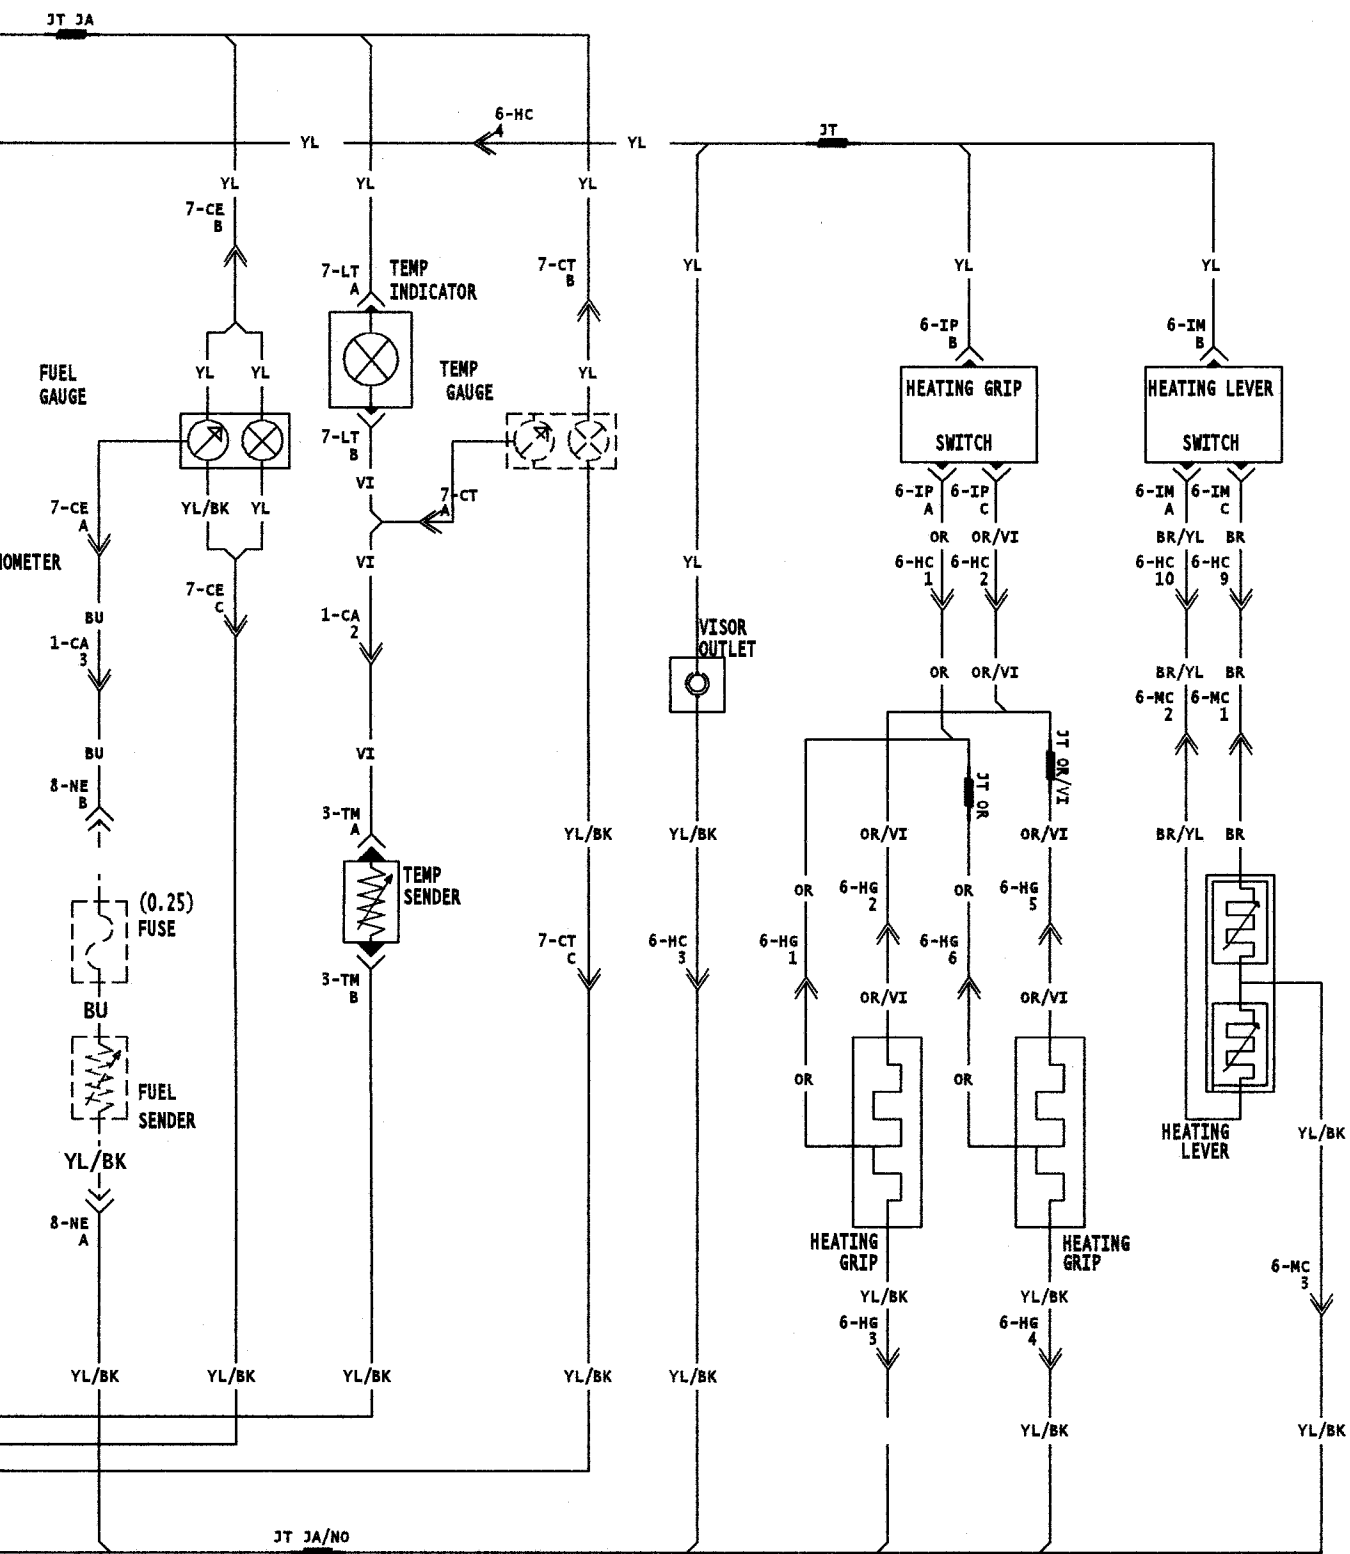 JT JA
6-HC
4
JT
YL
YL
YL
YL
YL
7-CE
B
7-LT
A
TEMP
INDICATOR
7-CT
B
YL
YL
YL
6-IP
B
6-IM
B
FUEL
GAUGE
YL
YL
TEMP
GAUGE
YL
HEATING GRIP
SWITCH
HEATING LEVER
SWITCH
7-LT
B
VI
7-CT
A
6-IP
A
6-IP
C
6-IM
A
6-IM
C
7-CE
A
YL/BK
YL
OR
OR/VI
BR/YL
BR
OMETER
VI
YL
6-HC
1
6-HC
2
6-HC
10
6-HC
9
7-CE
C
BU
1-CA
3
1-CA
2
VISOR
OUTLET
OR
OR/VI
BR/YL
BR
6-MC
2
6-MC
1
BU
VI
JT OR/VI
JT OR
8-NE
B
3-TM
A
YL/BK
YL/BK
OR/VI
OR/VI
BR/YL
BR
(0.25)
FUSE
TEMP
SENDER
OR
6-HG
2
OR
6-HG
5
7-CT
C
6-HC
3
6-HG
1
6-HG
6
3-TM
B
BU
OR/VI
OR/VI
FUEL
SENDER
OR
OR
YL/BK
HEATING
LEVER
YL/BK
8-NE
A
HEATING
GRIP
HEATING
GRIP
6-MC
3
YL/BK
YL/BK
6-HG
3
6-HG
4
YL/BK
YL/BK
YL/BK
YL/BK
YL/BK
YL/BK
YL/BK
JT JA/NO